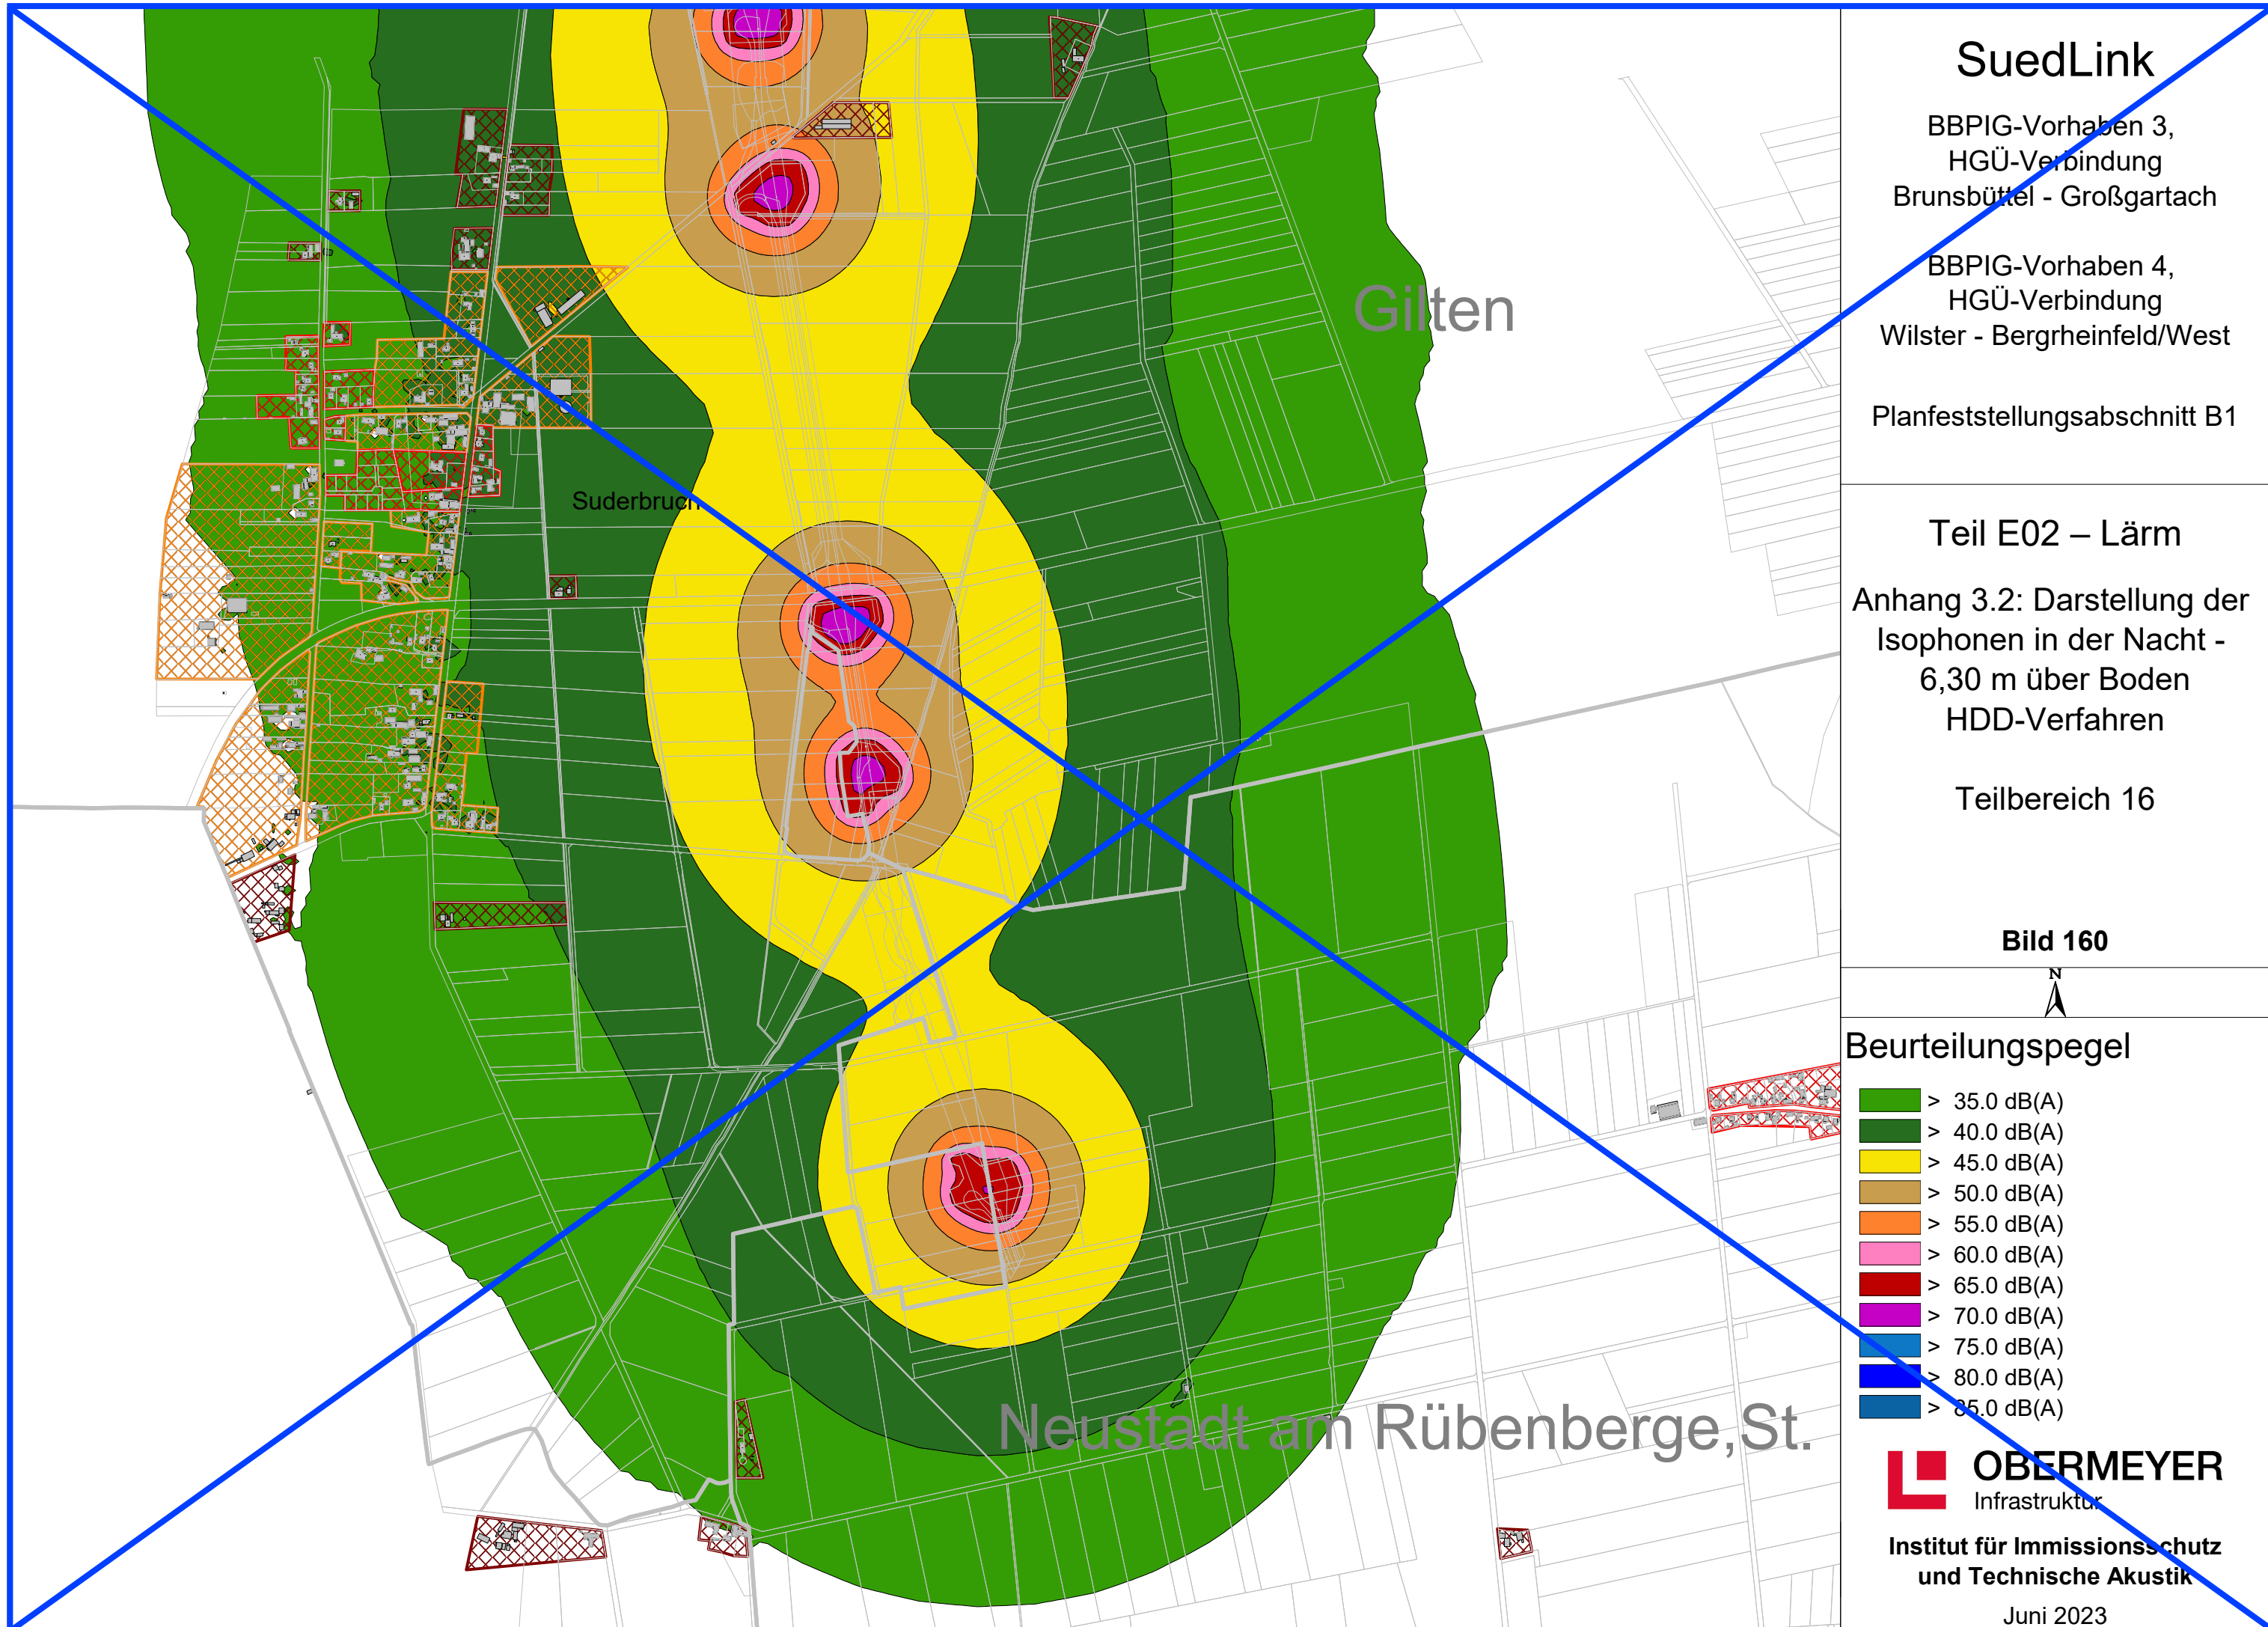 SuedLink
BBPIG-Vorhaben 3,
HGÜ-Verbindung
Brunsbüttel - Großgartach
BBPIG-Vorhaben 4,
HGÜ-Verbindung
Wilster - Bergrheinfeld/West
Planfeststellungsabschnitt B1
Teil E02 – Lärm
Anhang 3.2: Darstellung der
Isophonen in der Nacht -
6,30 m über Boden
HDD-Verfahren
Teilbereich 16
Bild 160
N
Beurteilungspegel
> 35.0 dB(A)
> 40.0 dB(A)
> 45.0 dB(A)
> 50.0 dB(A)
> 55.0 dB(A)
> 60.0 dB(A)
> 65.0 dB(A)
> 70.0 dB(A)
> 75.0 dB(A)
> 80.0 dB(A)
> 85.0 dB(A)
OBERMEYER
Infrastruktur
Institut für Immissionsschutz
und Technische Akustik
Juni 2023
Gilten
Suderbruch
Neustadt am Rübenberge,St.